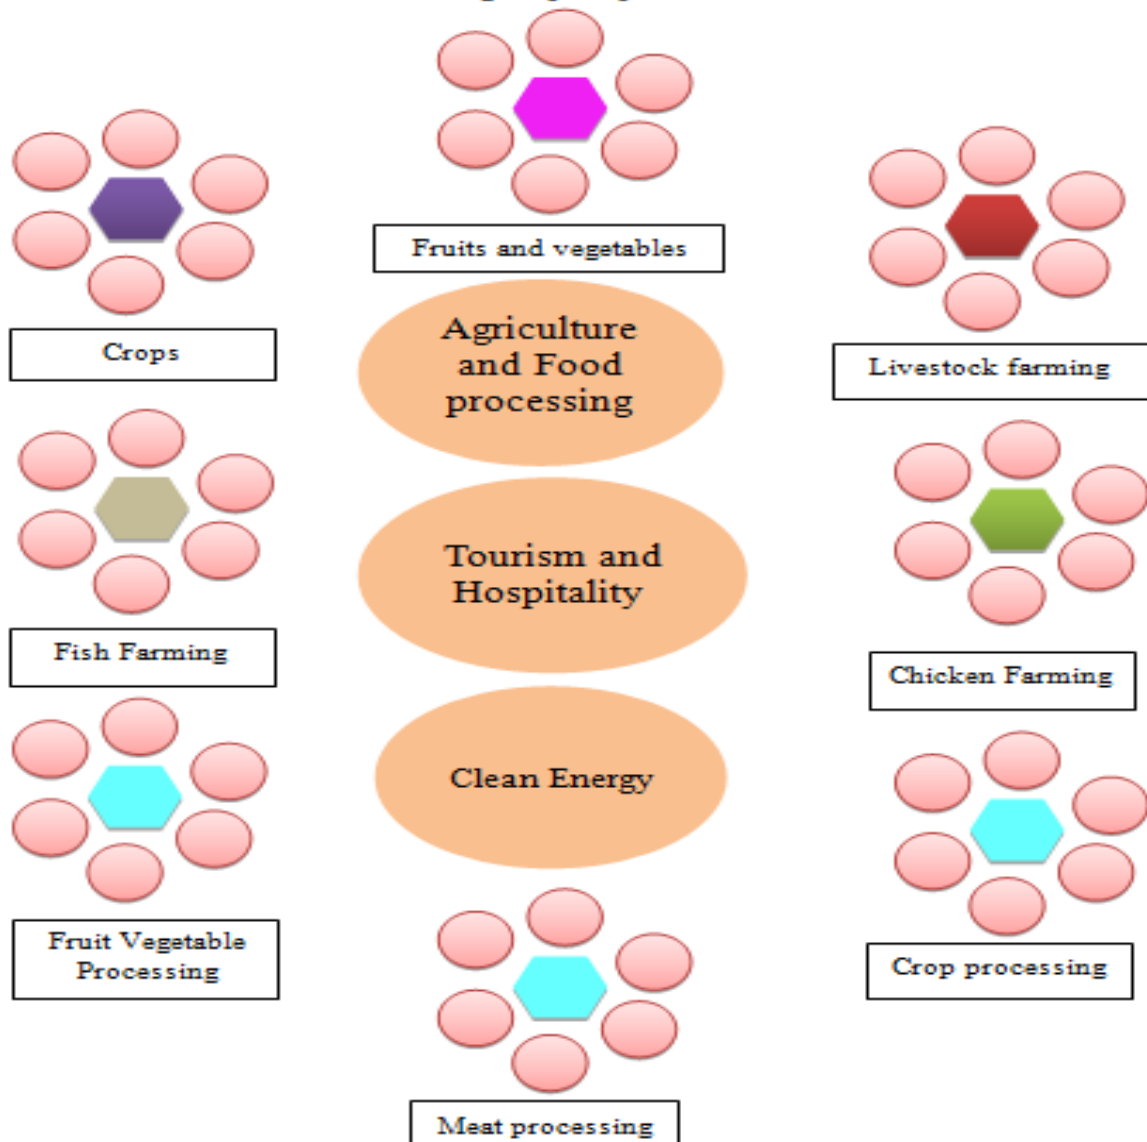 Fruits and vegetables
Crops
Livestock farming
Agriculture
and Food
processing
Fish Farming
Tourism and
Hospitality
Chicken Farming
Clean Energy
Fruit Vegetable
Processing
Crop processing
Meat processing